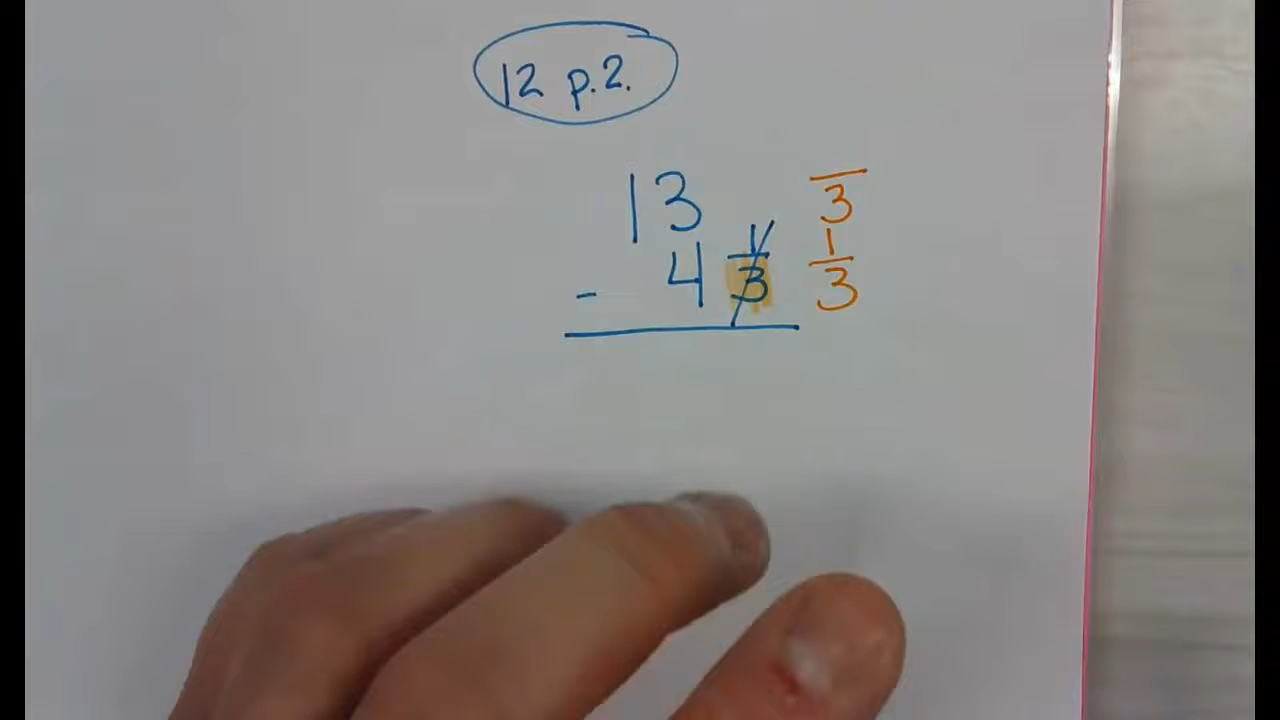 12 p.2.
13 —/3
- 4 1/3 1/3